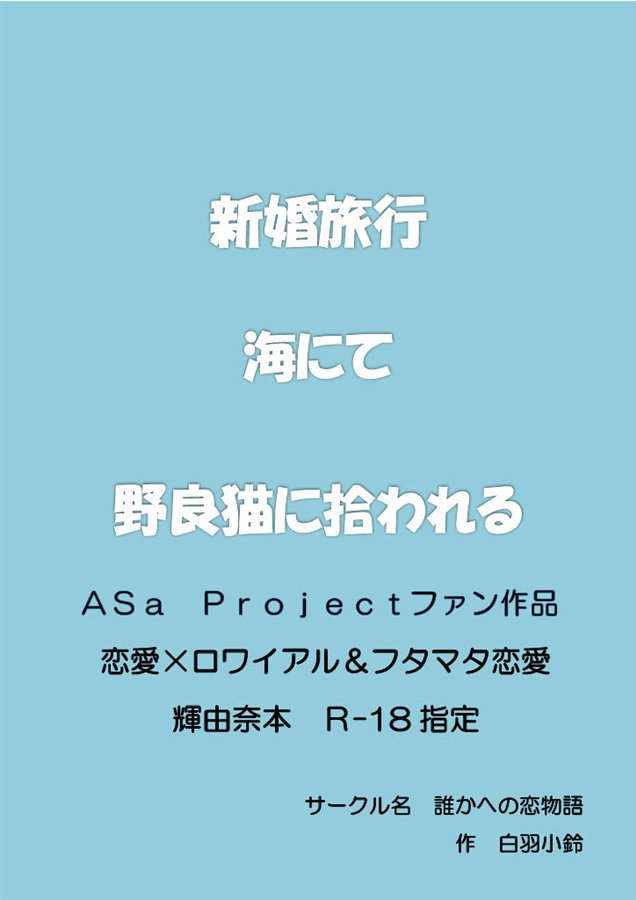 新婚旅行
海にて
野良猫に拾われる
ＡＳａ　Ｐｒｏｊｅｃｔファン作品
恋愛×ロワイアル＆フタマタ恋愛
輝由奈本　Ｒ-18指定
サークル名　誰かへの恋物語
作　白羽小鈴